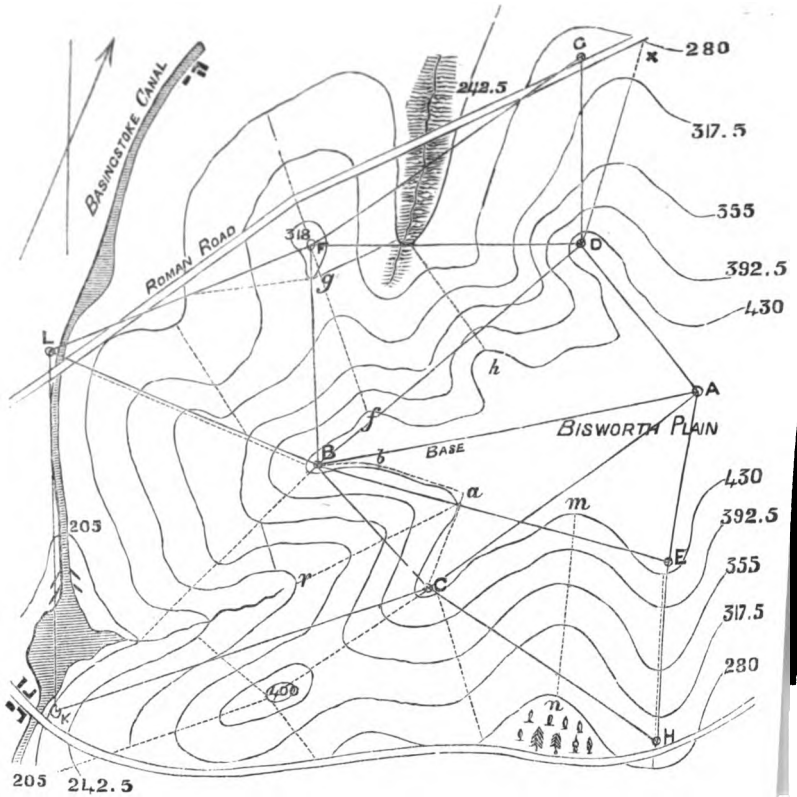 G
280
x
242.5
317.5
BASINGSTOKE CANAL
355
318
F
D
ROMAN ROAD
392.5
g
430
L
h
A
f
BISWORTH PLAIN
B
b
BASE
a
m
430
392.5
205
E
355
r
C
317.5
280
400
n
K
H
205
242.5